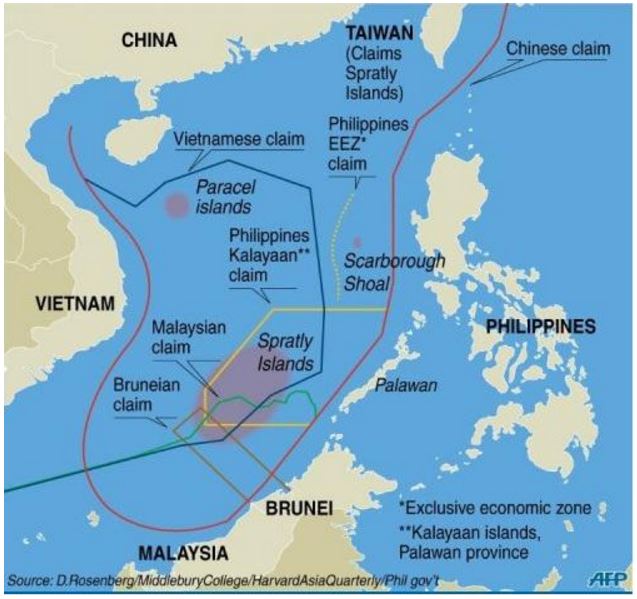 CHINA
TAIWAN
(Claims
Spratly
Islands)
Chinese claim
Philippines
EEZ*
claim
Vietnamese claim
Paracel
islands
Philippines
Kalayaan**
claim
Scarborough
Shoal
VIETNAM
Malaysian
claim
Spratly
Islands
PHILIPPINES
Bruneian
claim
Palawan
BRUNEI
*Exclusive economic zone
**Kalayaan islands,
Palawan province
MALAYSIA
Source: D.Rosenberg/MiddleburyCollege/HarvardAsiaQuarterly/Phil gov't
AFP